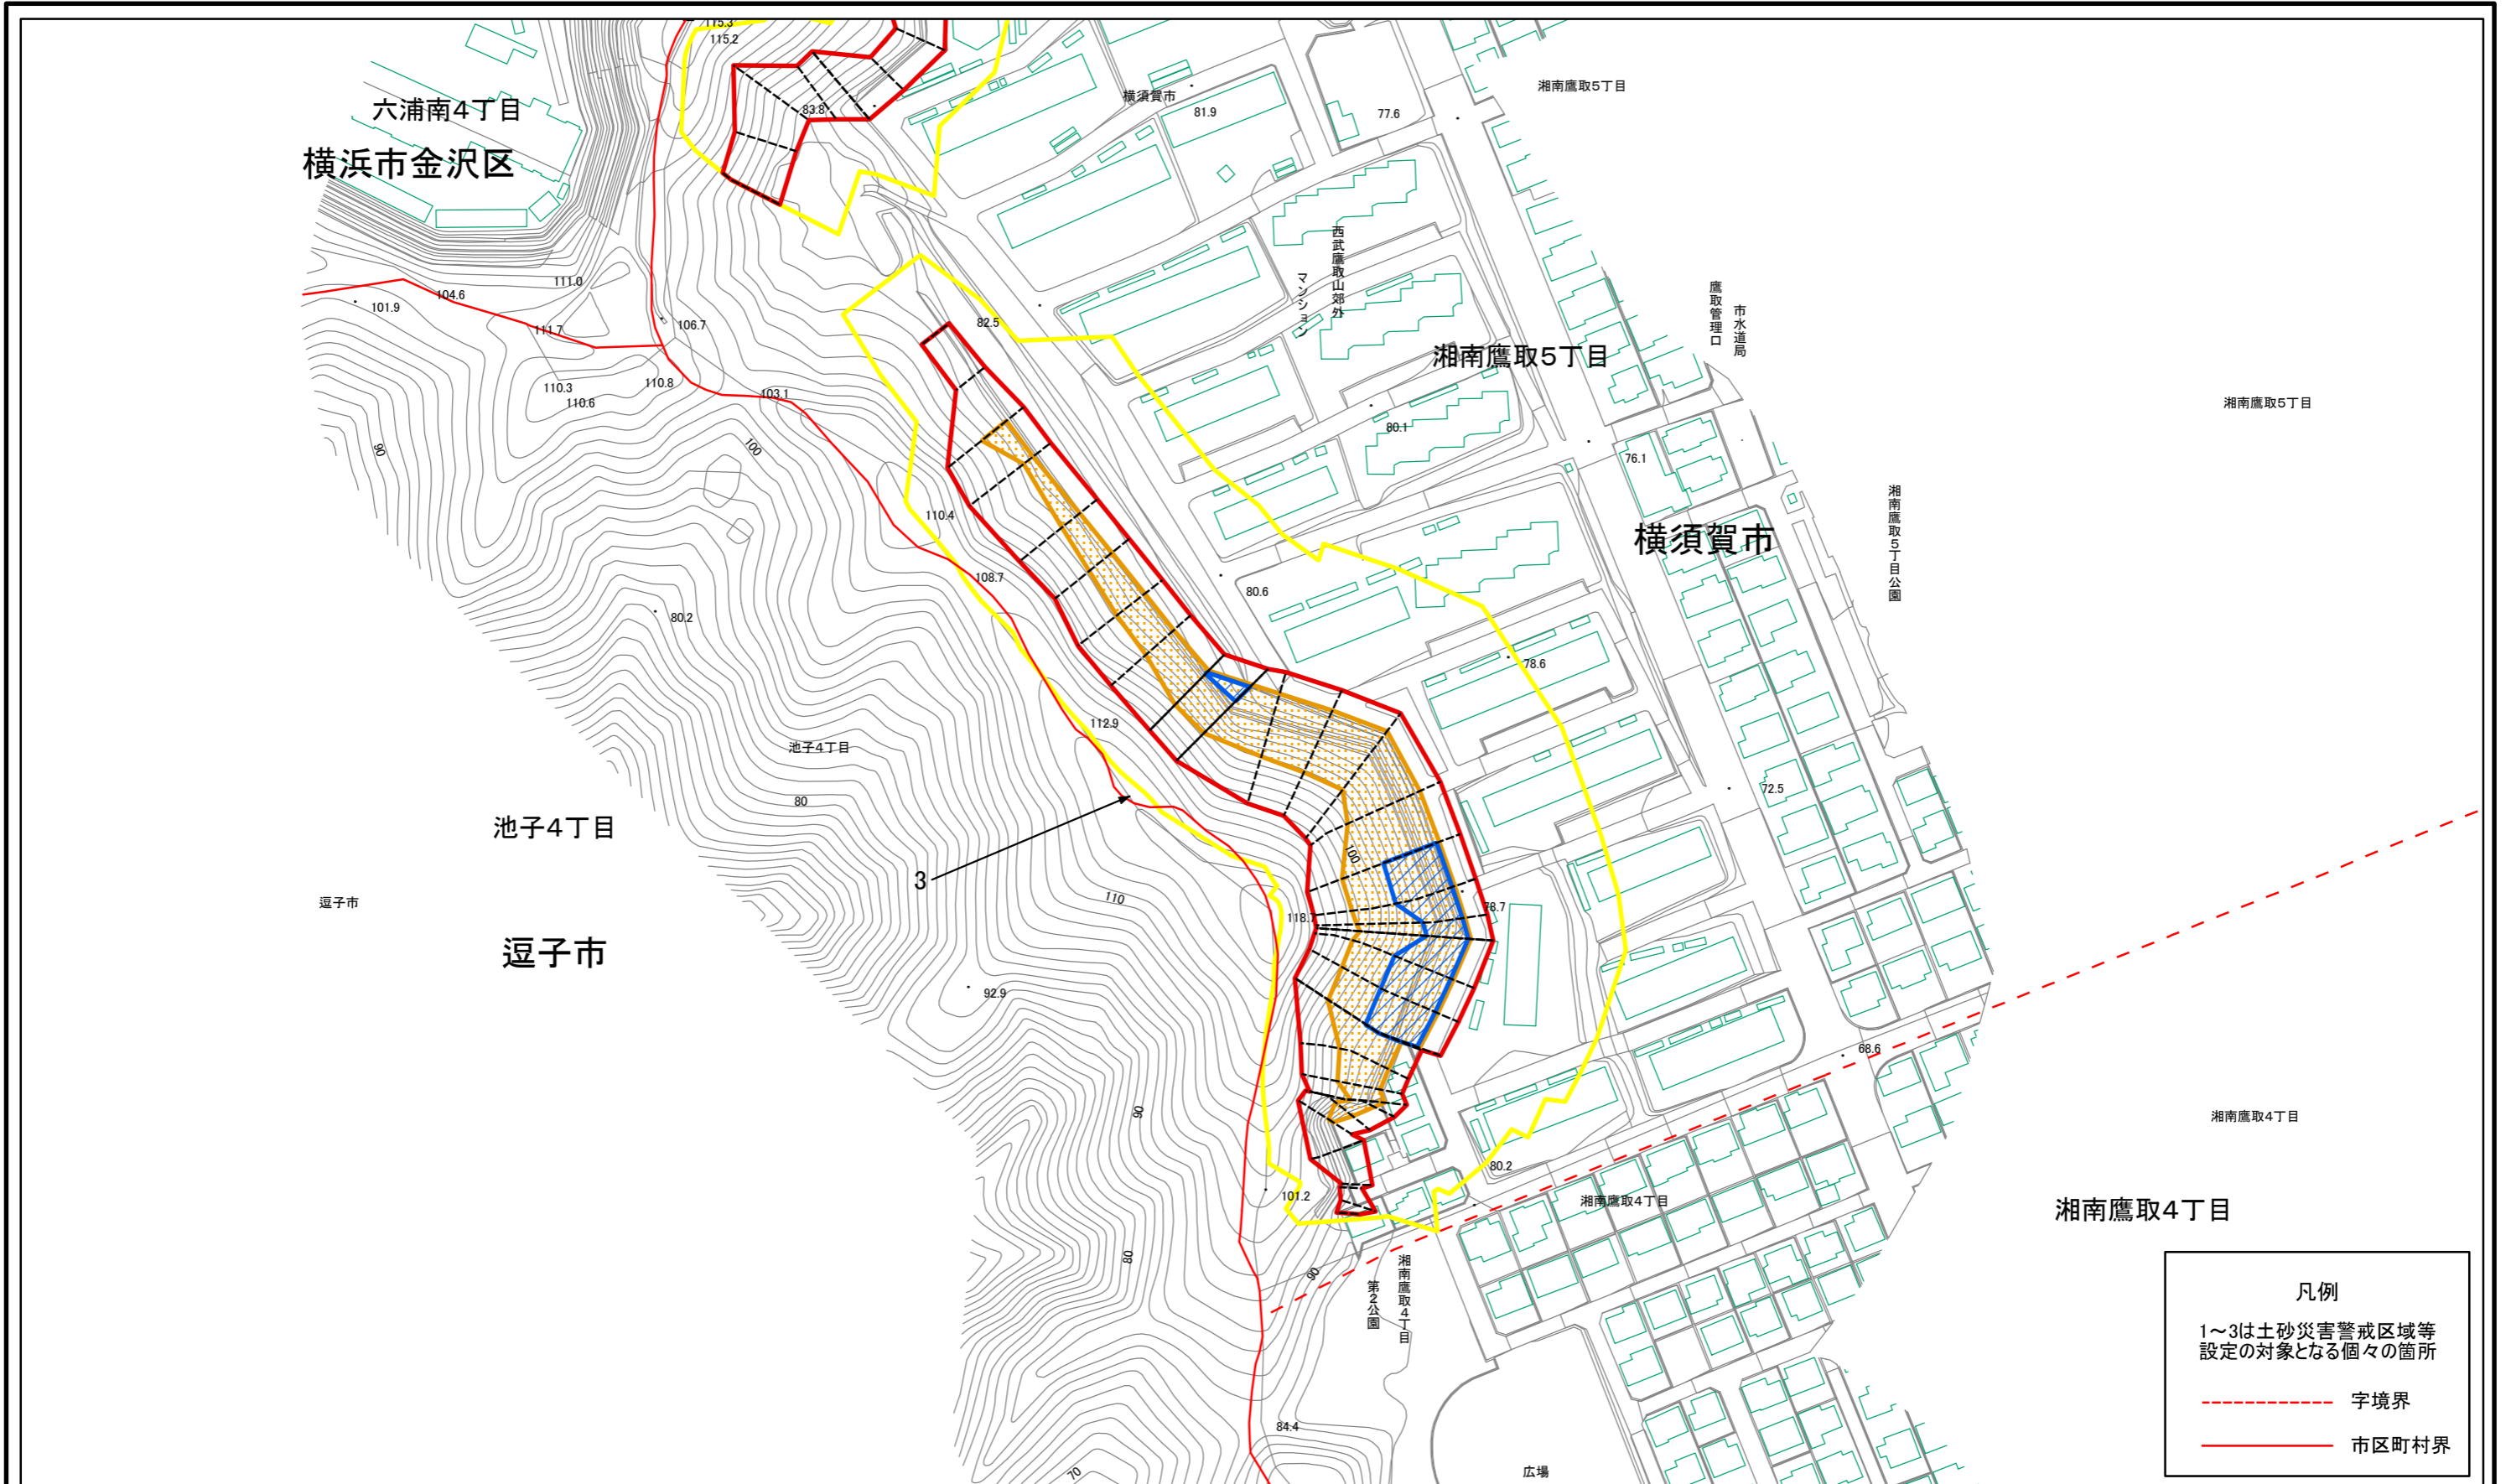 115.3
115.2
六浦南4丁目
横浜市金沢区
83.8
横須賀市
81.9
77.6
湘南鷹取5丁目
111.0
104.6
101.9
111.7
106.7
82.5
西武鷹取山郊外
マンション
鷹取管理口
市水道局
湘南鷹取5丁目
110.3
110.8
110.6
103.1
湘南鷹取5丁目
90
100
80.1
76.1
110.4
横須賀市
湘南鷹取5丁目公園
108.7
80.6
80.2
78.6
112.9
池子4丁目
80
72.5
池子4丁目
100
3
110
逗子市
118.7
78.7
逗子市
92.9
68.6
90
湘南鷹取4丁目
80.2
101.2
湘南鷹取4丁目
湘南鷹取4丁目
80
90
湘南鷹取4丁目
第2公園
84.4
70
広場
凡例
1～3は土砂災害警戒区域等
設定の対象となる個々の箇所
字境界
市区町村界